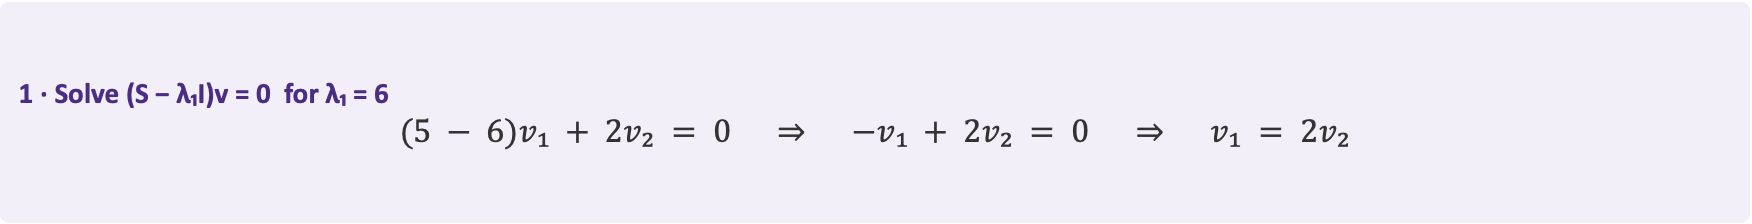 1 · Solve (S − λ₁I)v = 0 for λ₁ = 6
(5 − 6)𝑣₁ + 2𝑣₂ = 0 ⇒ −𝑣₁ + 2𝑣₂ = 0 ⇒ 𝑣₁ = 2𝑣₂